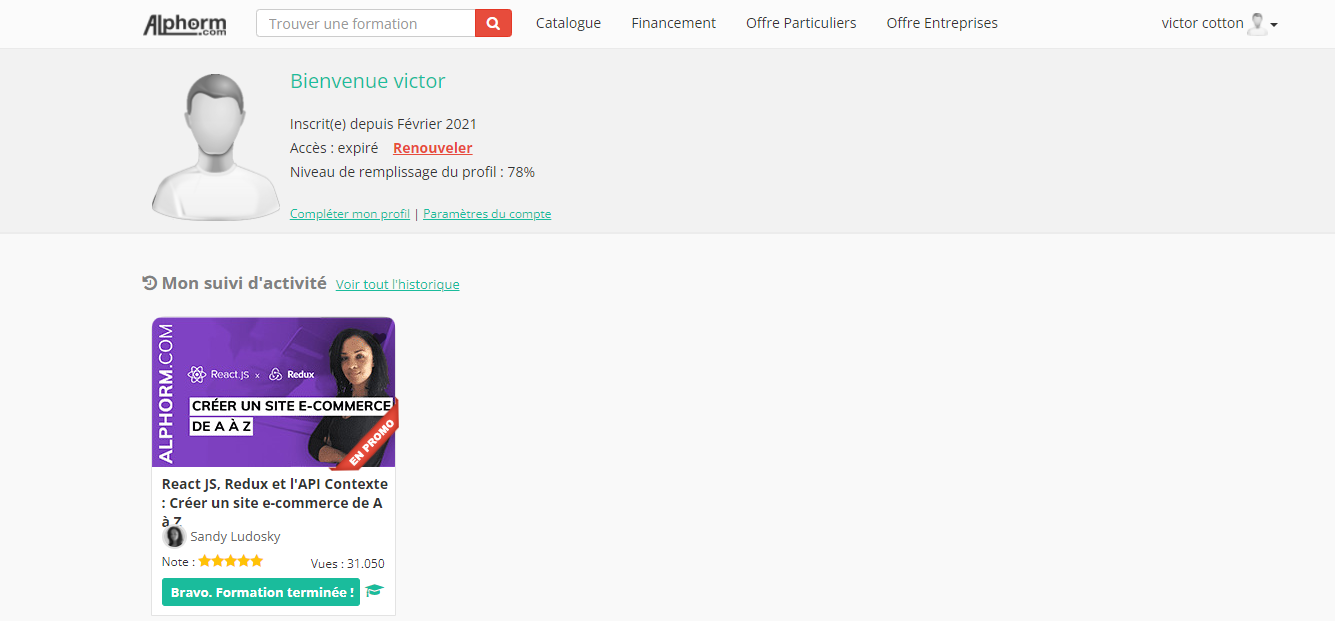 Alphorm.com
Trouver une formation
Catalogue
Financement
Offre Particuliers
Offre Entreprises
victor cotton
Bienvenue victor
Inscrit(e) depuis Février 2021
Accès : expiré Renouveler
Niveau de remplissage du profil : 78%
Compléter mon profil | Paramètres du compte
Mon suivi d'activité Voir tout l'historique
ALPHORM.COM
React.js x Redux
CRÉER UN SITE E-COMMERCE
DE A À Z
EN PROMO
React JS, Redux et l'API Contexte
: Créer un site e-commerce de A
à Z
Sandy Ludosky
Note :
Vues : 31.050
Bravo. Formation terminée !